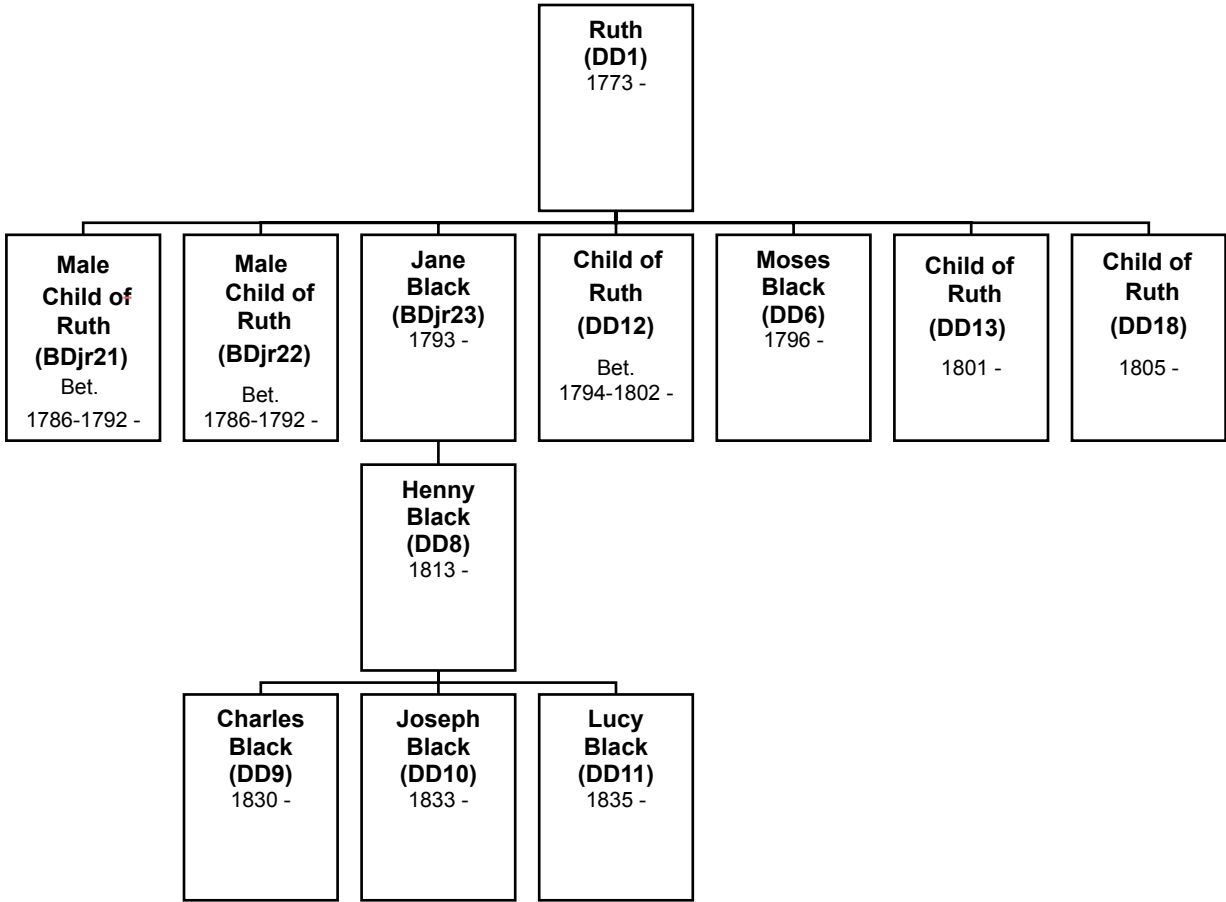 Ruth
(DD1)
1773 -
Male
Child of
Ruth
(BDjr21)
Bet.
1786-1792 -
Male
Child of
Ruth
(BDjr22)
Bet.
1786-1792 -
Jane
Black
(BDjr23)
1793 -
Child of
Ruth
(DD12)
Bet.
1794-1802 -
Moses
Black
(DD6)
1796 -
Child of
Ruth
(DD13)
1801 -
Child of
Ruth
(DD18)
1805 -
Henny
Black
(DD8)
1813 -
Charles
Black
(DD9)
1830 -
Joseph
Black
(DD10)
1833 -
Lucy
Black
(DD11)
1835 -